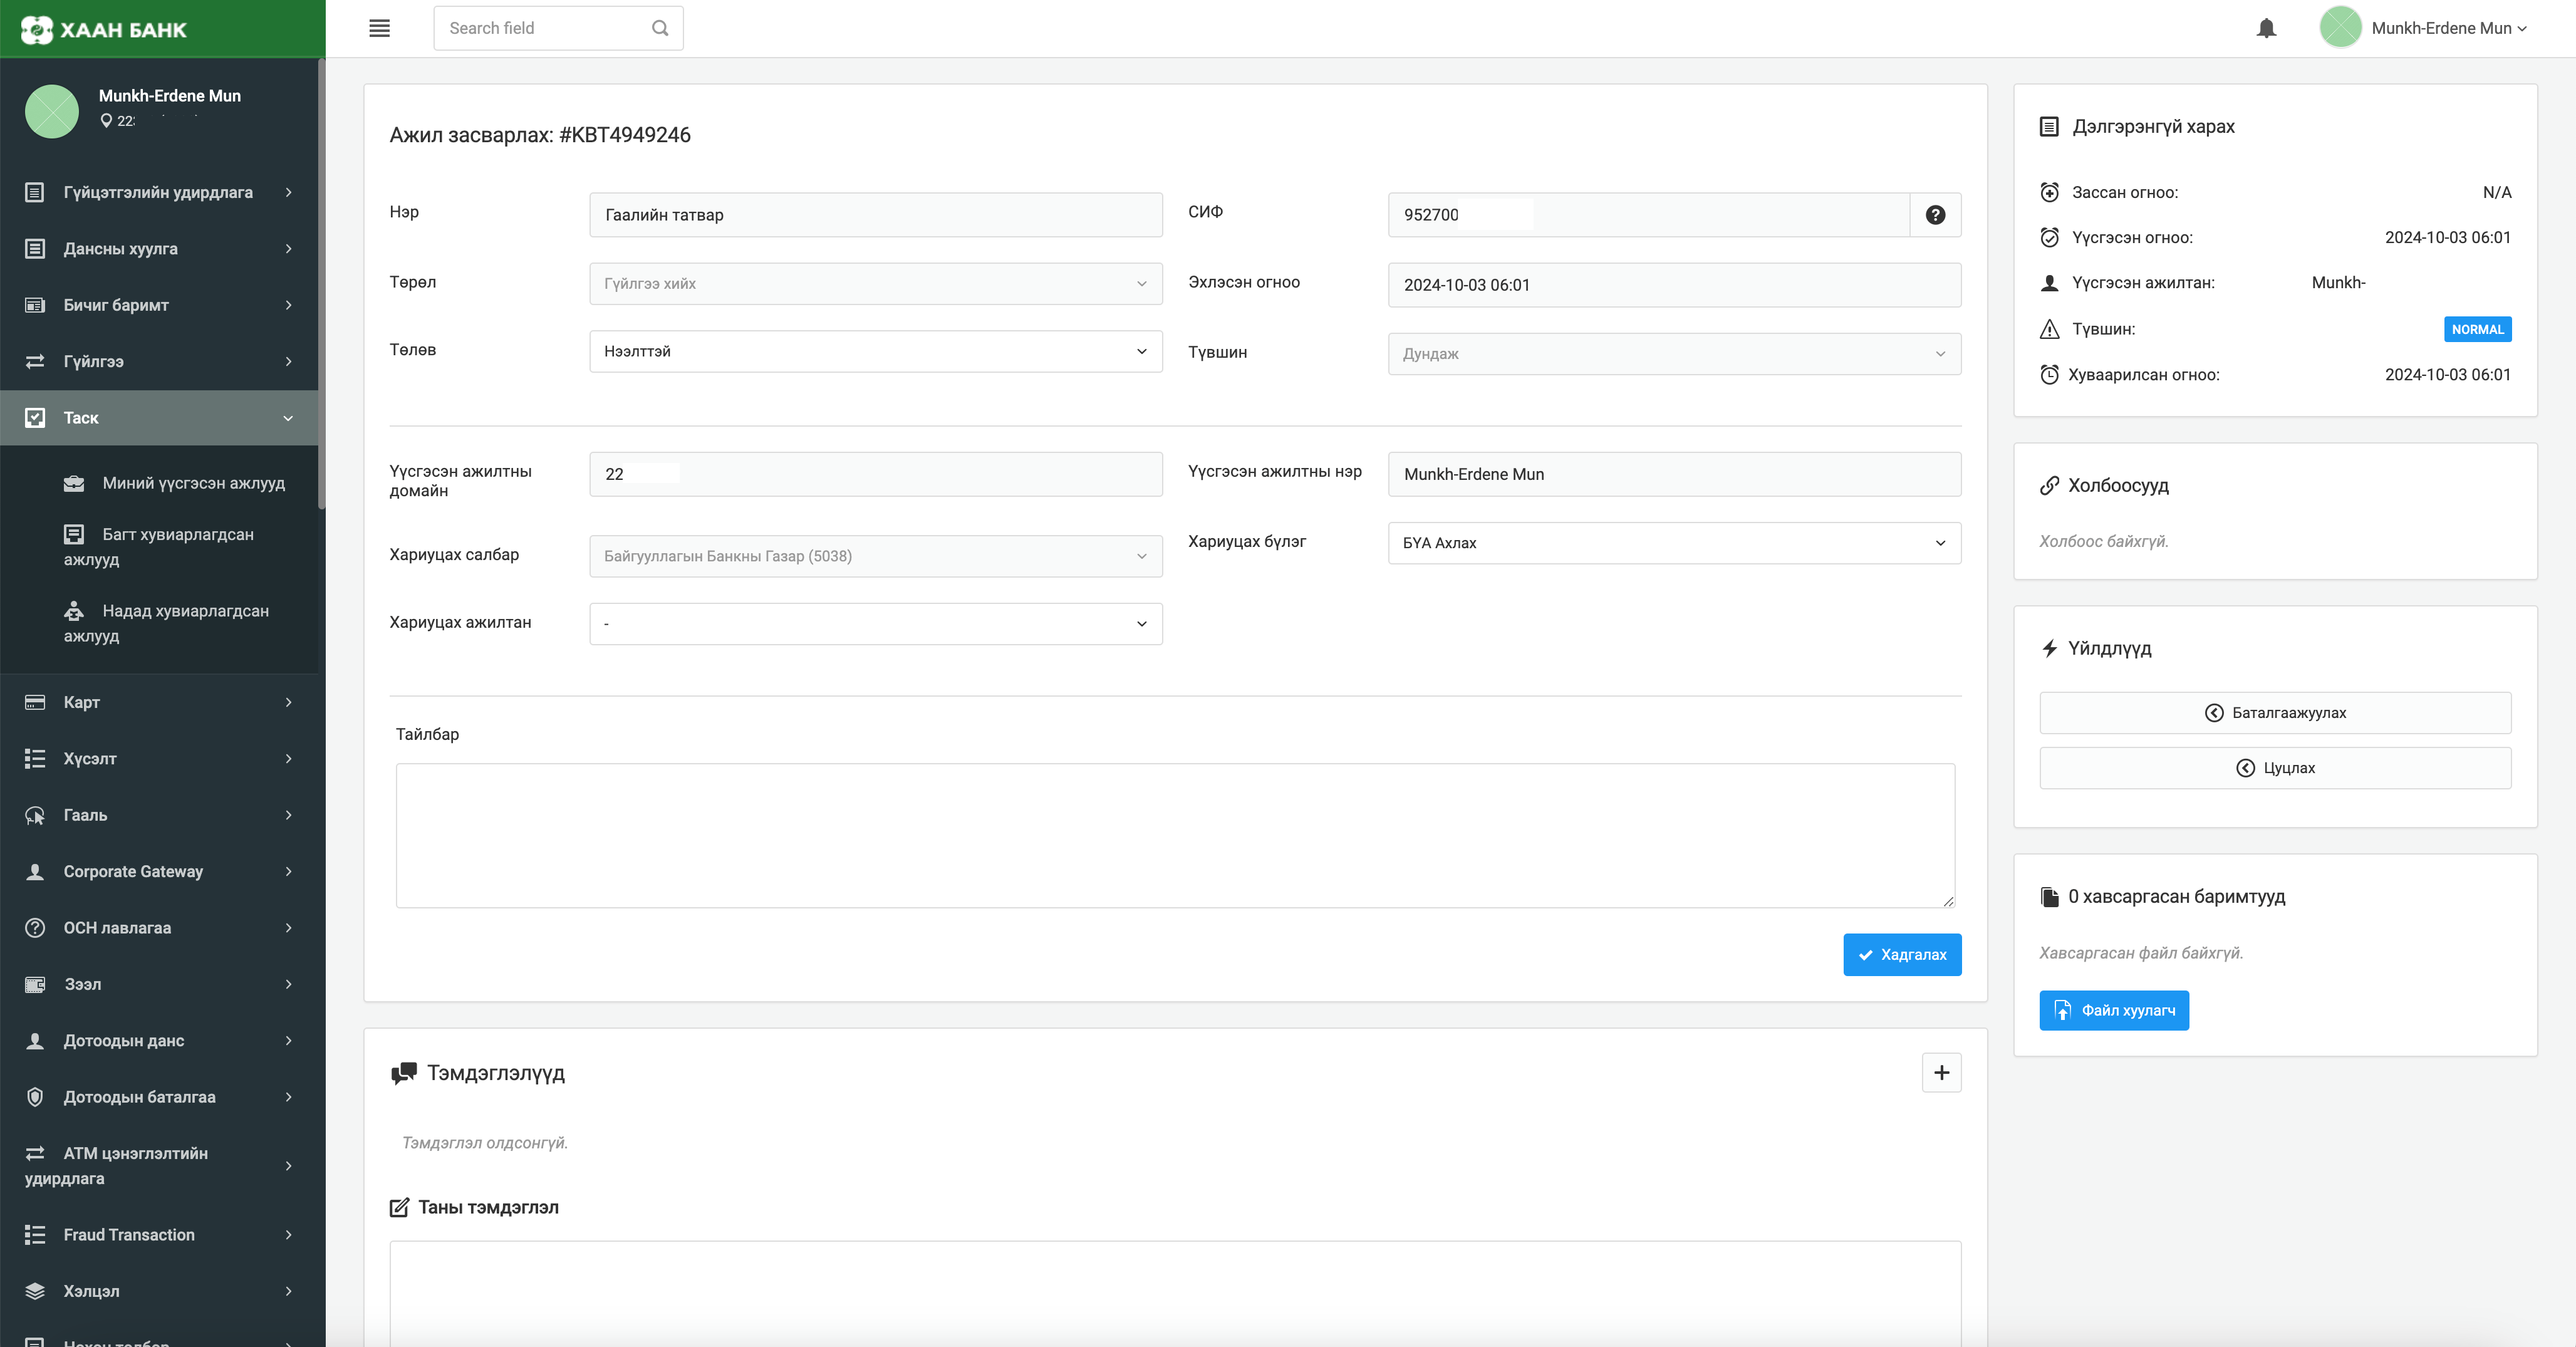 ХААН БАНК
Search field
Munkh-Erdene Mun
Munkh-Erdene Mun
Гүйцэтгэлийн удирдлага
Дансны хуулга
Бичиг баримт
Гүйлгээ
Таск
Миний үүсгэсэн ажлууд
Багт хувиарлагдсан
ажлууд
Надад хувиарлагдсан
ажлууд
Карт
Хүсэлт
Гааль
Corporate Gateway
ОСН лавлагаа
Зээл
Дотоодын данс
Дотоодын баталгаа
АТМ цэнэглэлтийн
удирдлага
Fraud Transaction
Хэлцэл
Ажил засварлах: #KBT4949246
Нэр
Гаалийн татвар
СИФ
952700
Төрөл
Гүйлгээ хийх
Эхлэсэн огноо
2024-10-03 06:01
Төлөв
Нээлттэй
Түвшин
Дундаж
Үүсгэсэн ажилтны
домайн
22
Үүсгэсэн ажилтны нэр
Munkh-Erdene Mun
Хариуцах салбар
Байгууллагын Банкны Газар (5038)
Хариуцах бүлэг
БҮА Ахлах
Хариуцах ажилтан
-
Тайлбар
Хадгалах
Тэмдэглэлүүд
Тэмдэглэл олдсонгүй.
Таны тэмдэглэл
Дэлгэрэнгүй харах
Зассан огноо:
N/A
Үүсгэсэн огноо:
2024-10-03 06:01
Үүсгэсэн ажилтан:
Munkh-
Түвшин:
NORMAL
Хуваарилсан огноо:
2024-10-03 06:01
Холбоосууд
Холбоос байхгүй.
Үйлдлүүд
Баталгаажуулах
Цуцлах
0 хавсаргасан баримтууд
Хавсаргасан файл байхгүй.
Файл хуулагч